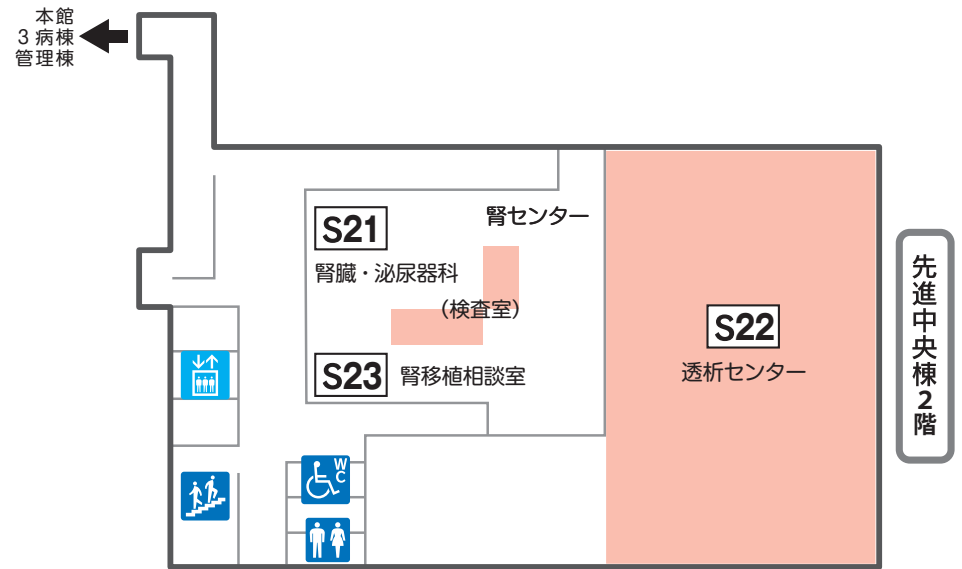 本館
3病棟
管理棟
S21
腎センター
腎臓・泌尿器科
（検査室）
S23
腎移植相談室
S22
透析センター
先進中央棟2階
WC